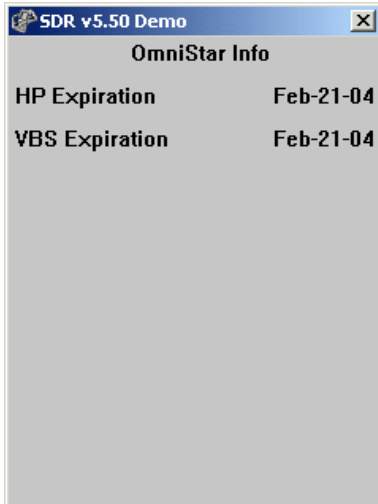 SDR v5.50 Demo
OmniStar Info
HP Expiration Feb-21-04
VBS Expiration Feb-21-04